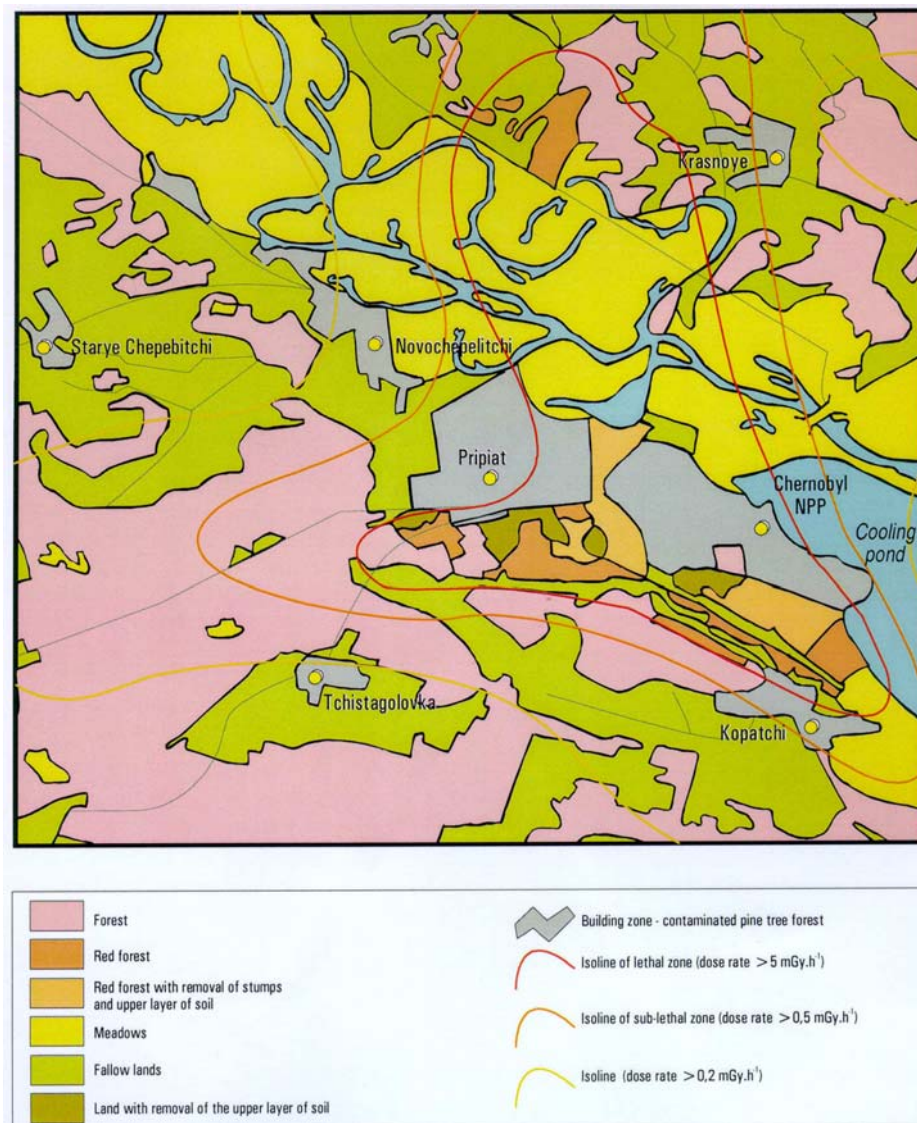 Krasnoye
Starye Chepebitchi
Novochepelitchi
Pripiat
Chernobyl
NPP
Cooling
pond
Tchistagolovka
Kopatchi
Forest
Red forest
Red forest with removal of stumps
and upper layer of soil
Meadows
Fallow lands
Land with removal of the upper layer of soil
Building zone - contaminated pine tree forest
Isoline of lethal zone (dose rate > 5 mGy.h⁻¹)
Isoline of sub-lethal zone (dose rate > 0,5 mGy.h⁻¹)
Isoline (dose rate > 0,2 mGy.h⁻¹)